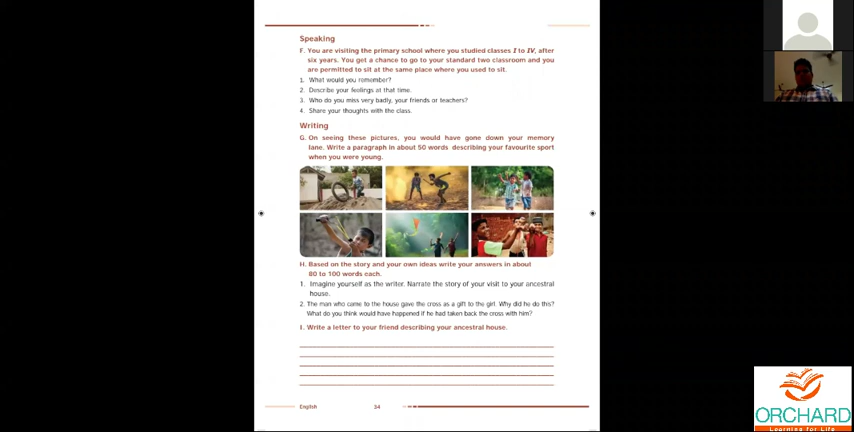 Speaking
F. You are visiting the primary school where you studied classes I to IV, after
six years. You get a chance to go to your standard two classroom and you
are permitted to sit at the same place where you used to sit.
1. What would you remember?
2. Describe your feelings at that time.
3. Who do you miss very badly, your friends or teachers?
4. Share your thoughts with the class.
Writing
G. On seeing these pictures, you would have gone down your memory
lane. Write a paragraph in about 50 words describing your favourite sport
when you were young.
H. Based on the story and your own ideas write your answers in about
80 to 100 words each.
1. Imagine yourself as the writer. Narrate the story of your visit to your ancestral
house.
2. The man who came to the house gave the cross as a gift to the girl. Why did he do this?
What do you think would have happened if he had taken back the cross with him?
I. Write a letter to your friend describing your ancestral house.
English 34
ORCHARD
Learning for Life